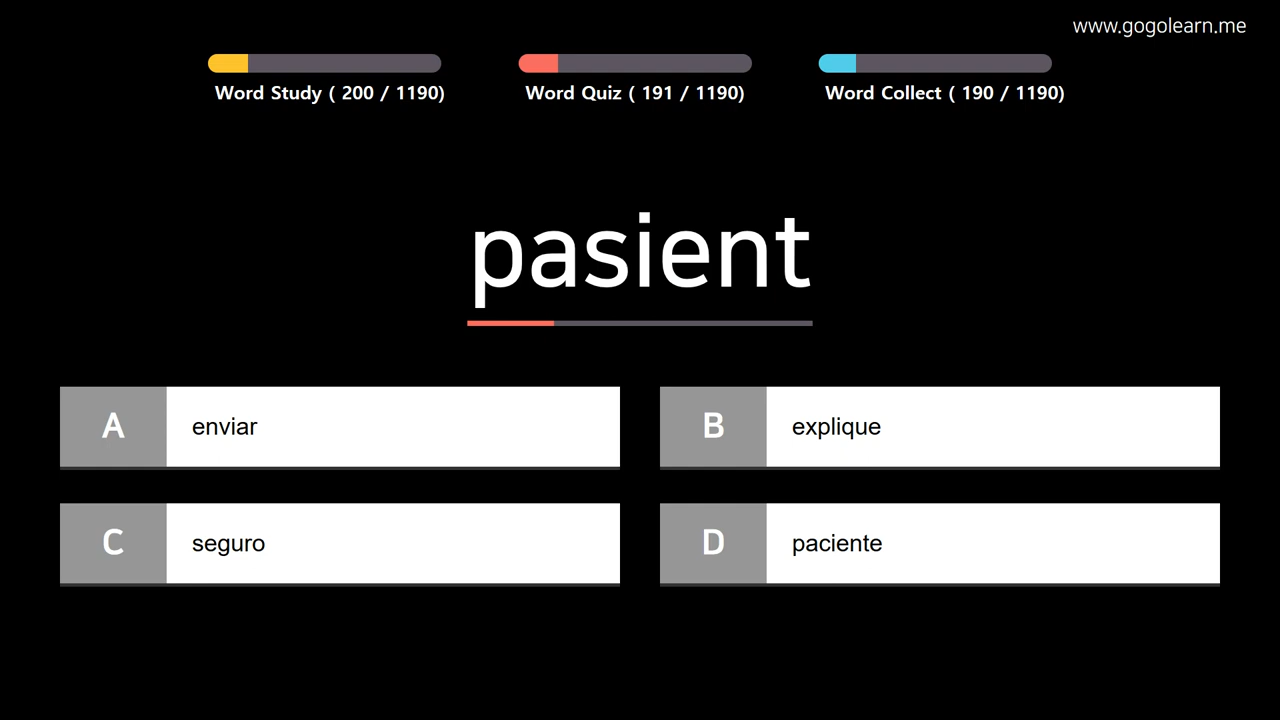 www.gogolearn.me
Word Study ( 200 / 1190)
Word Quiz ( 191 / 1190)
Word Collect ( 190 / 1190)
pasient
A enviar
B explique
C seguro
D paciente